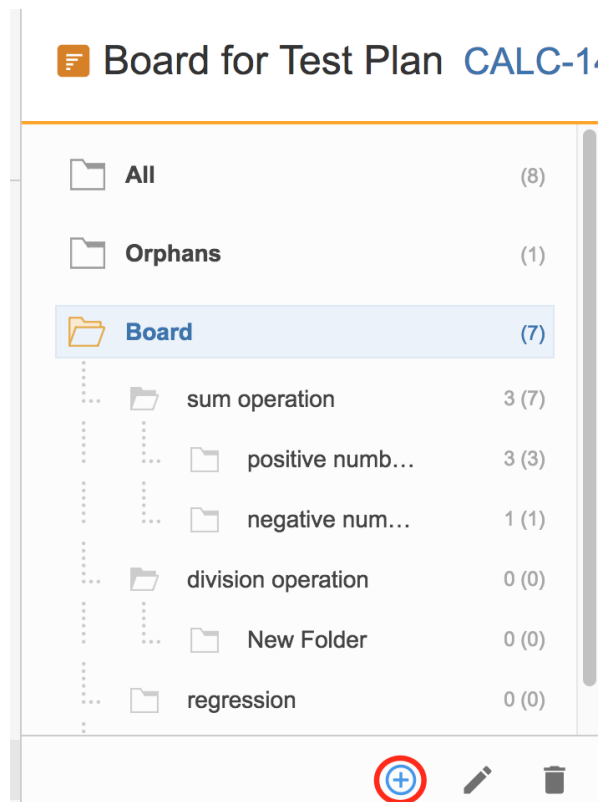 Board for Test Plan CALC-14
All (8)
Orphans (1)
Board (7)
sum operation 3 (7)
positive numb... 3 (3)
negative num... 1 (1)
division operation 0 (0)
New Folder 0 (0)
regression 0 (0)